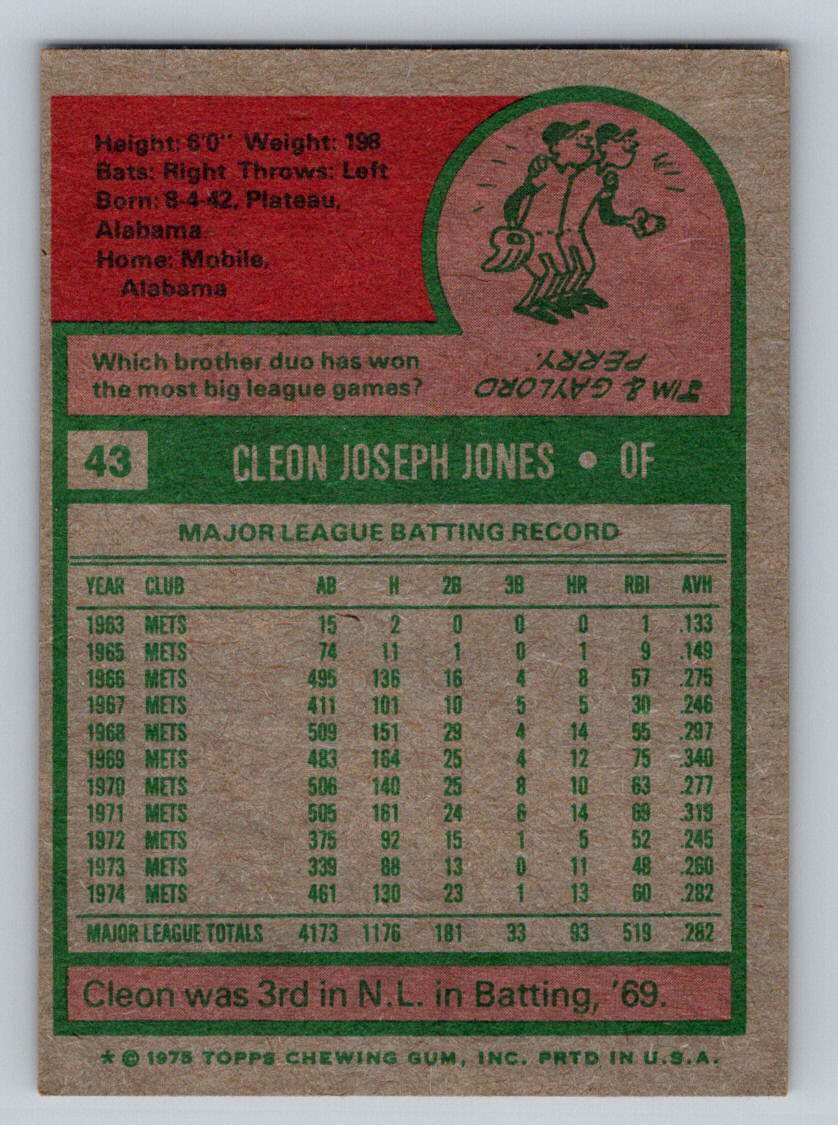 Height: 6'0" Weight: 198
Bats: Right Throws: Left
Born: 8-4-42, Plateau,
Alabama
Home: Mobile,
Alabama
Which brother duo has won
the most big league games?
JIM & GAYLORD
PERRY.
43 CLEON JOSEPH JONES • OF
MAJOR LEAGUE BATTING RECORD
YEAR CLUB AB H 2B 3B HR RBI AVH
1963 METS 15 2 0 0 0 1 .133
1965 METS 74 11 1 0 1 9 .149
1966 METS 495 136 16 4 8 57 .275
1967 METS 411 101 10 5 5 30 .246
1968 METS 509 151 29 4 14 55 .297
1969 METS 483 164 25 4 12 75 .340
1970 METS 506 140 25 8 10 63 .277
1971 METS 505 161 24 6 14 69 .319
1972 METS 375 92 15 1 5 52 .245
1973 METS 339 88 13 0 11 48 .260
1974 METS 461 130 23 1 13 60 .282
MAJOR LEAGUE TOTALS 4173 1176 181 33 93 519 .282
Cleon was 3rd in N.L. in Batting, '69.
* © 1975 TOPPS CHEWING GUM, INC. PRTD IN U.S.A.